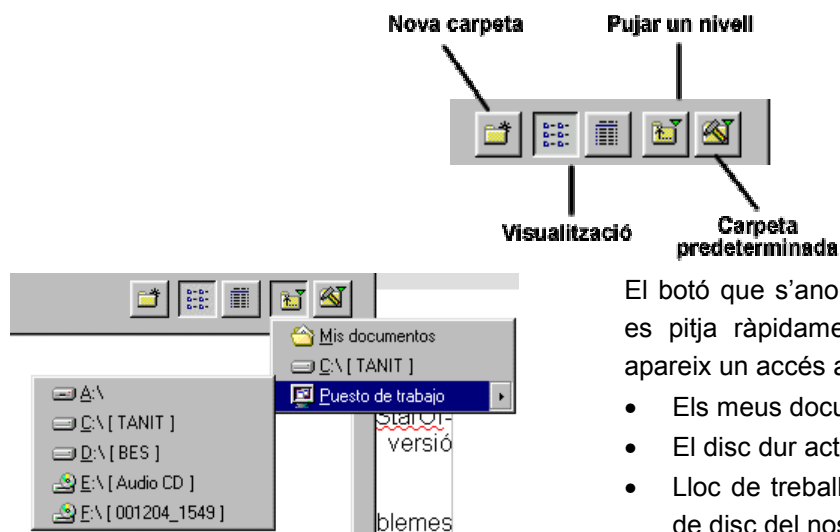 Nova carpeta
Pujar un nivell
Visualització
Carpeta
predeterminada
Mis documentos
C:\ [ TANIT ]
Puesto de trabajo
A:\
C:\ [ TANIT ]
D:\ [ BES ]
E:\ [ Audio CD ]
F:\ [ 001204_1549 ]
StarOf-
versió
blemes
El botó que s’ano
es pitja ràpidame
apareix un accés a
• Els meus docu
• El disc dur act
• Lloc de treball
de disc del nos